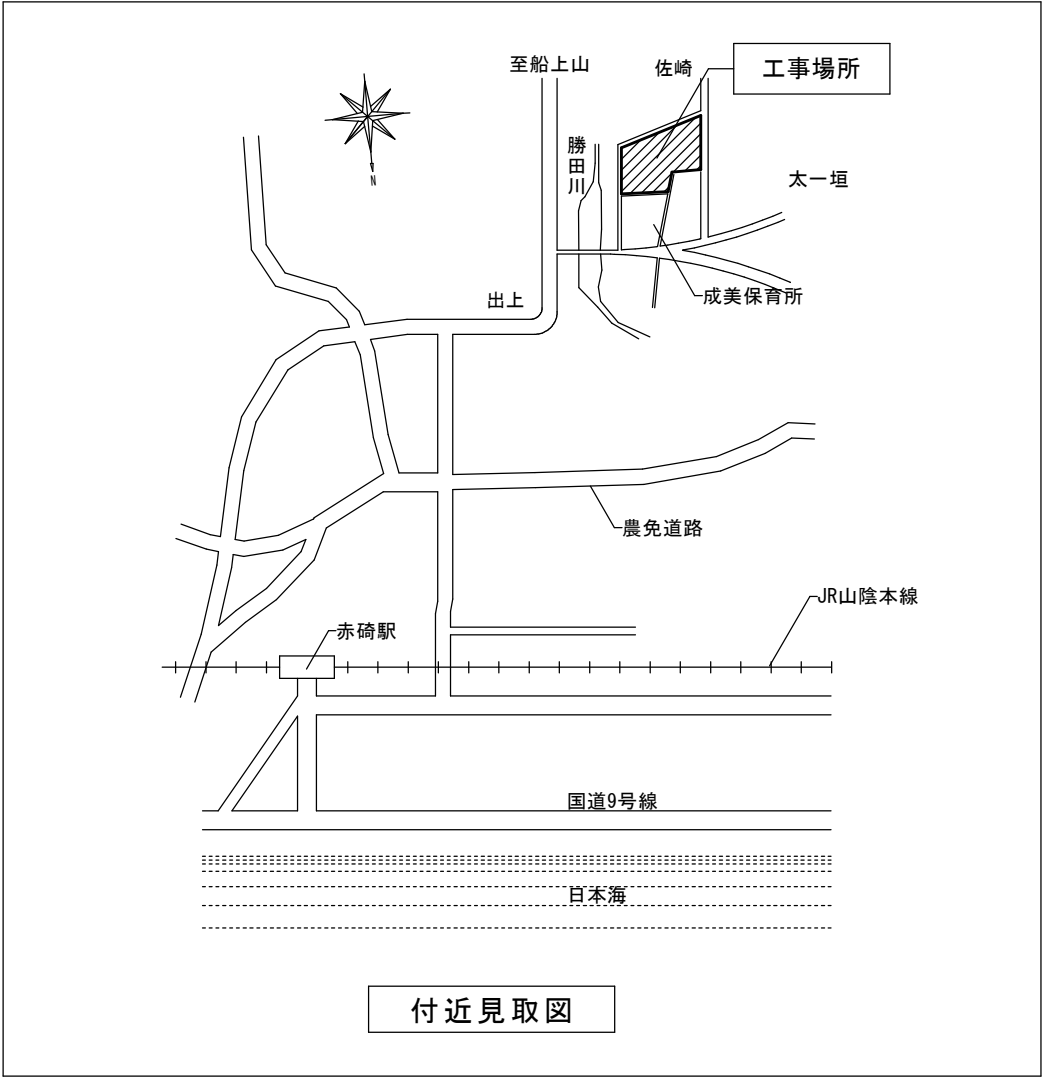 至船上山
佐崎
工事場所
勝田川
太一垣
N
成美保育所
出上
農免道路
JR山陰本線
赤碕駅
国道9号線
日本海
付近見取図